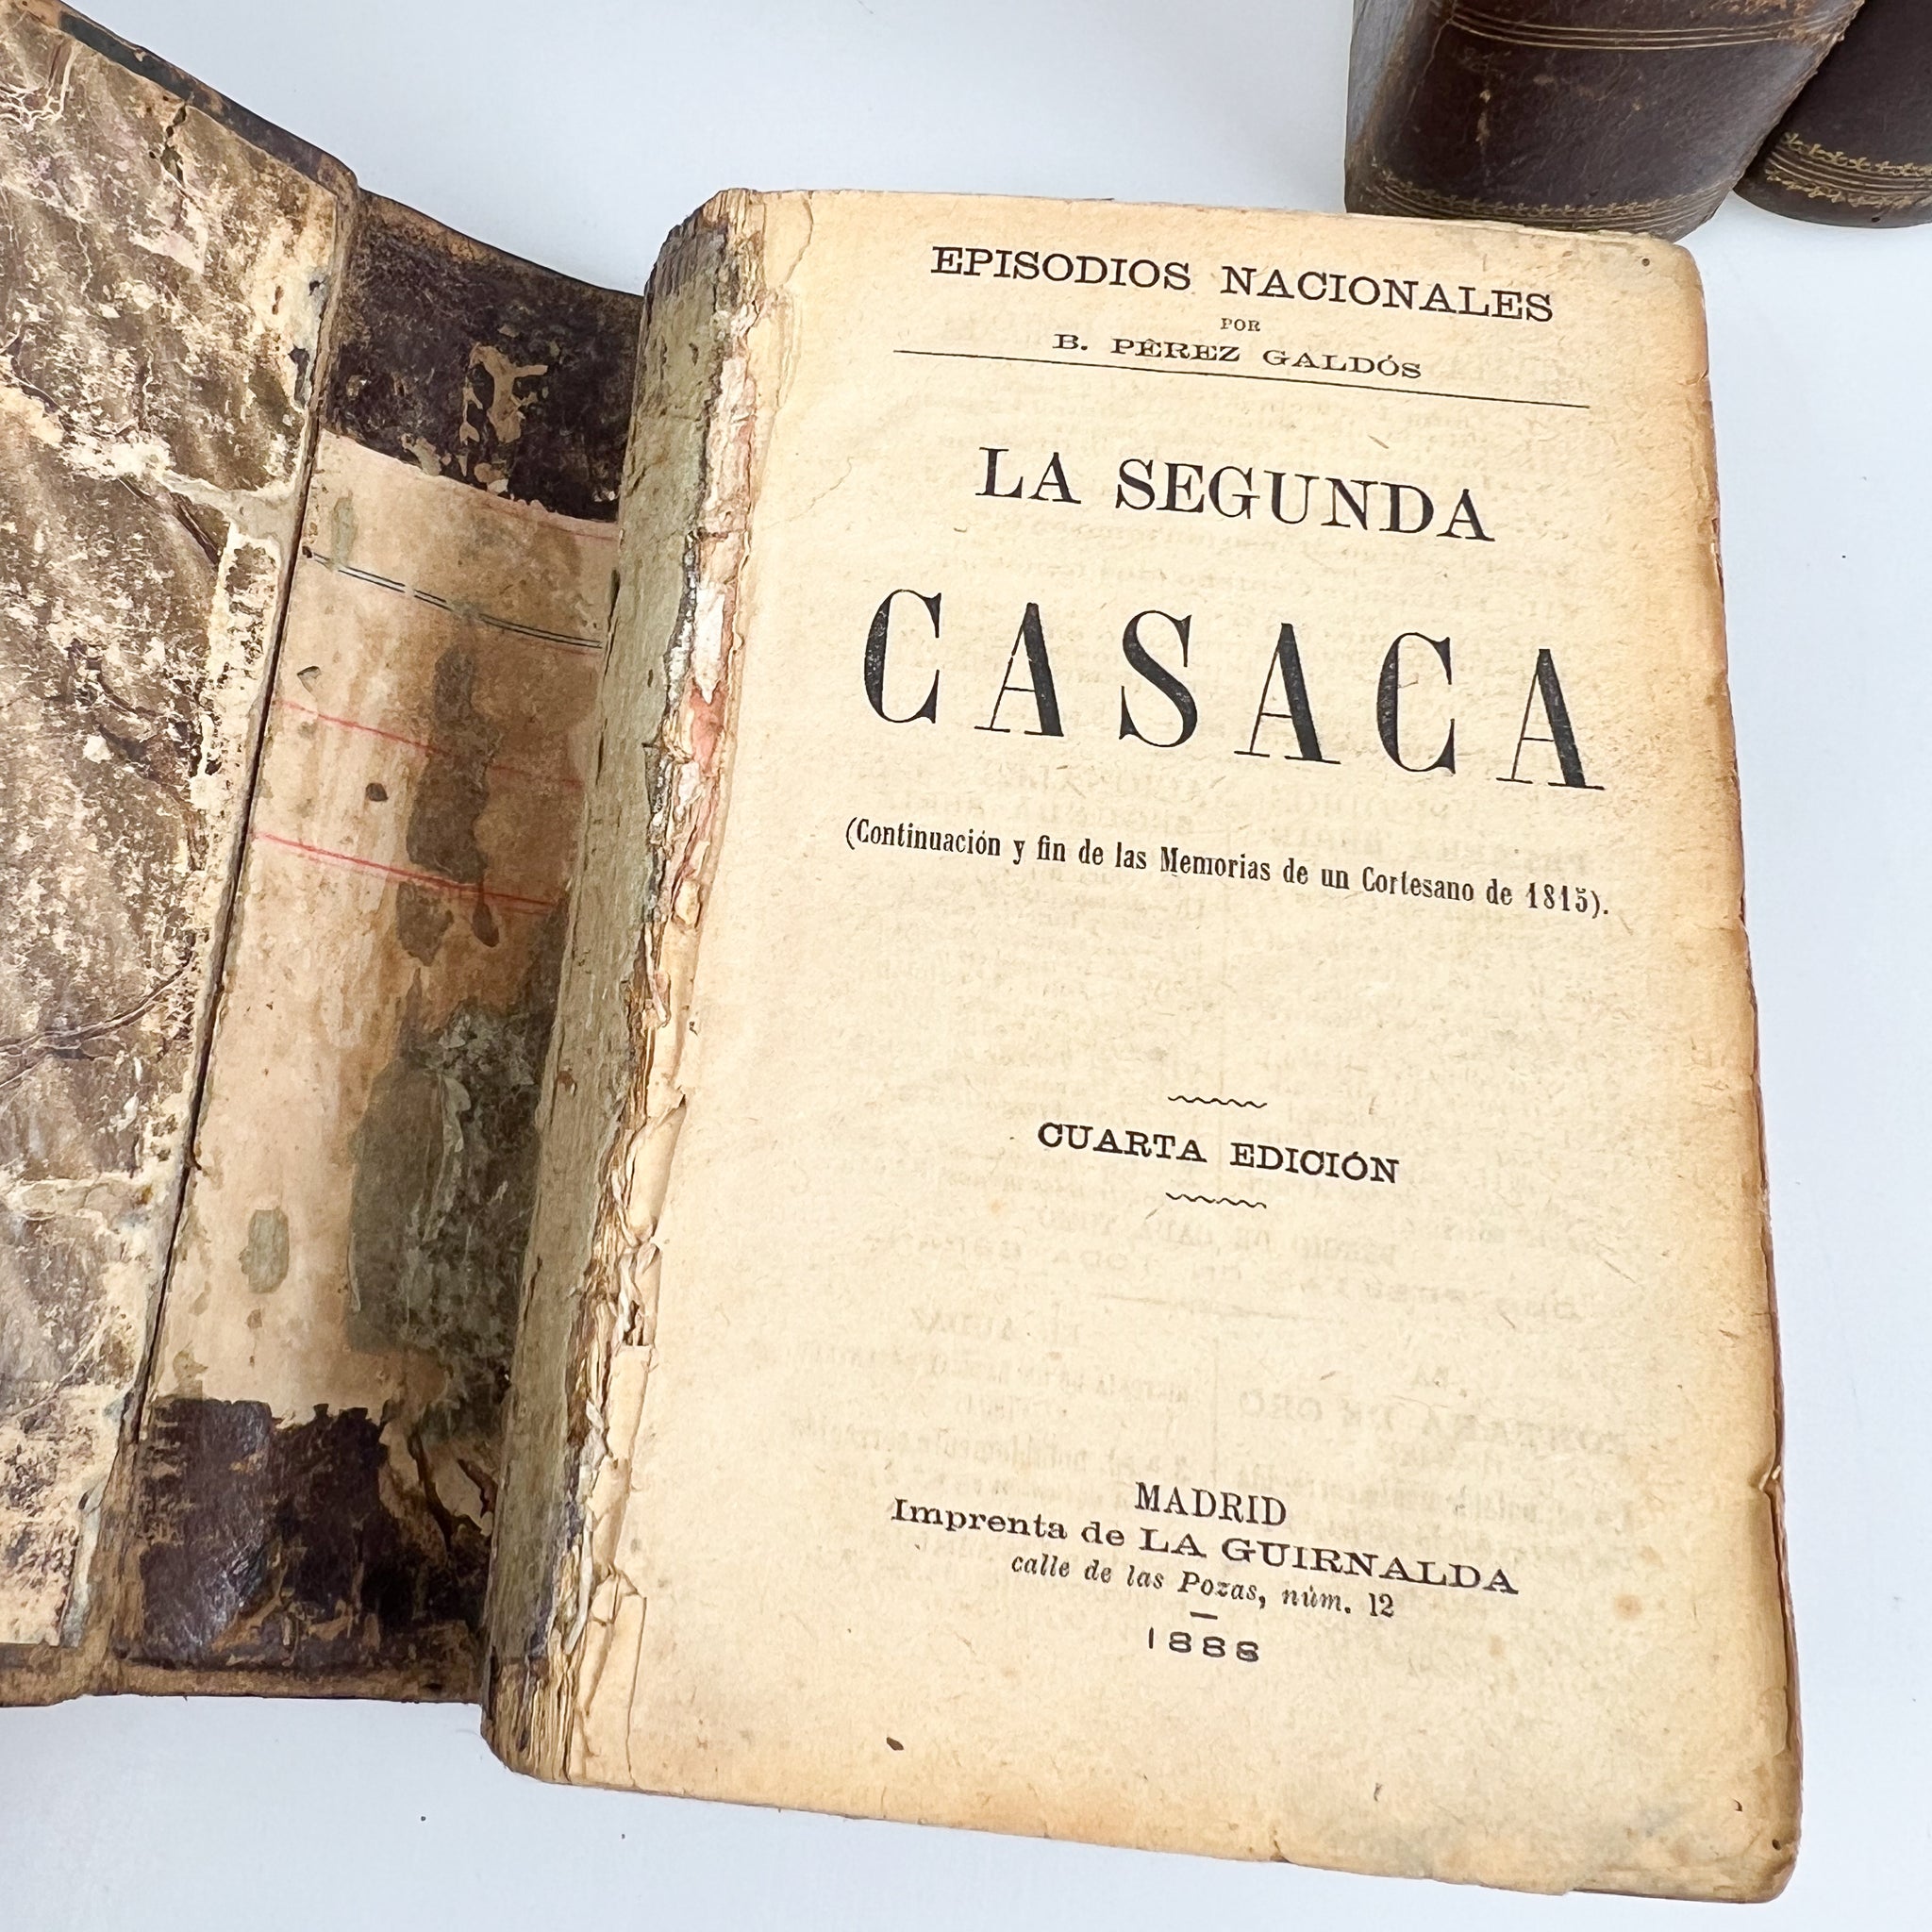 EPISODIOS NACIONALES
POR
B. PÉREZ GALDÓS
LA SEGUNDA
CASACA
(Continuación y fin de las Memorias de un Cortesano de 1815).
CUARTA EDICIÓN
MADRID
Imprenta de LA GUIRNALDA
calle de las Pozas, núm. 12
1888